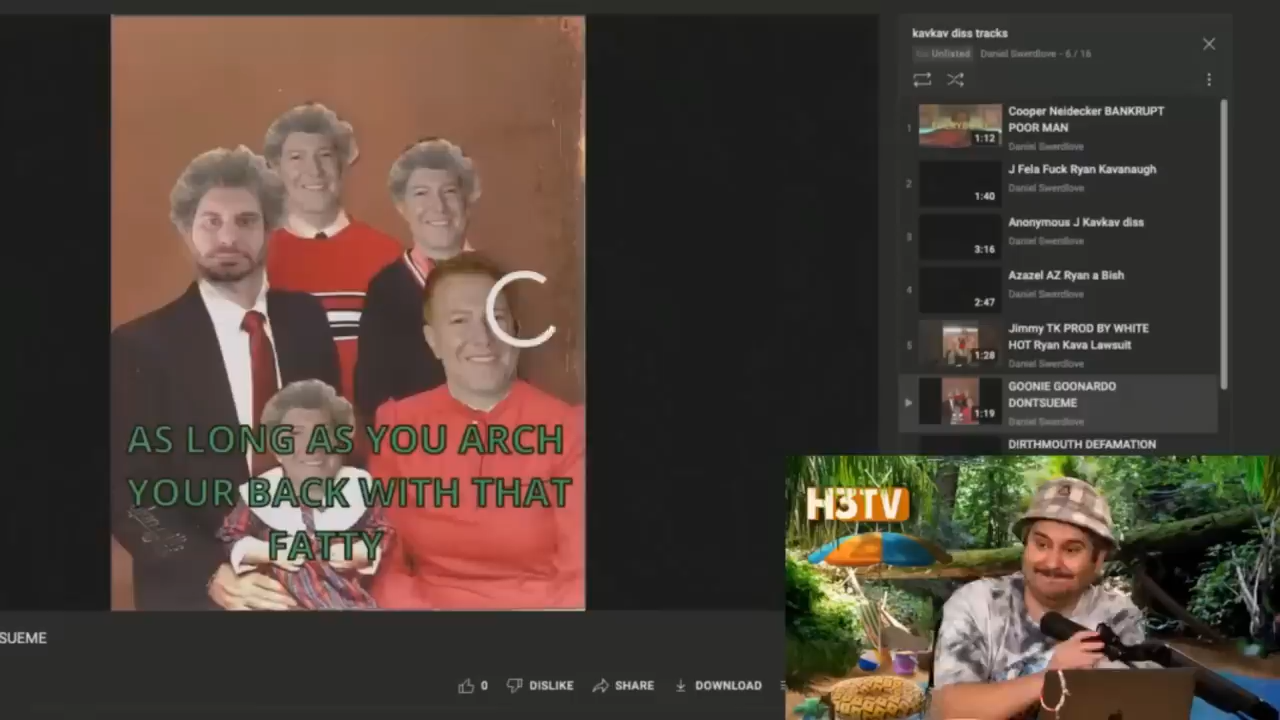 kavkav diss tracks
Unlisted Daniel Swerdlove - 6 / 16
1 Cooper Neidecker BANKRUPT
POOR MAN
1:12
Daniel Swerdlove
2 J Fela Fuck Ryan Kavanaugh
Daniel Swerdlove
1:40
3 Anonymous J Kavkav diss
Daniel Swerdlove
3:16
4 Azazel AZ Ryan a Bish
Daniel Swerdlove
2:47
5 Jimmy TK PROD BY WHITE
HOT Ryan Kava Lawsuit
1:28
Daniel Swerdlove
GOONIE GOONARDO
DONTSUEME
1:19
Daniel Swerdlove
DIRTHMOUTH DEFAMAT!ON
AS LONG AS YOU ARCH
YOUR BACK WITH THAT
FATTY
H3TV
SUEME
0 DISLIKE SHARE DOWNLOAD